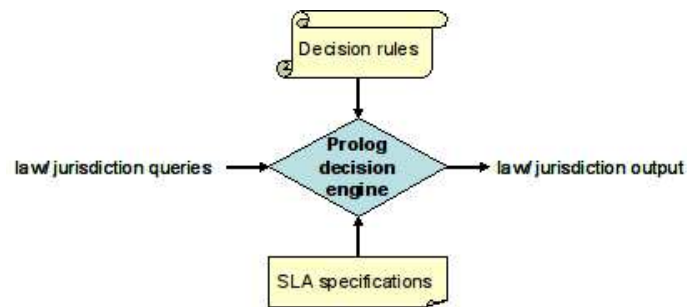 Decision rules
law/jurisdiction queries
Prolog
decision
engine
law/jurisdiction output
SLA specifications